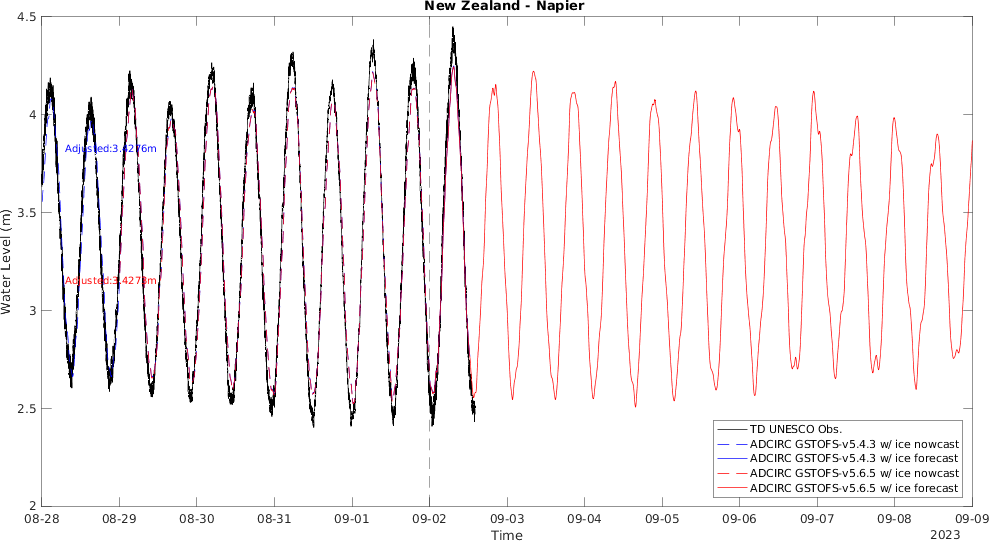 New Zealand - Napier
4.5
4
3.5
3
2.5
2
Water Level (m)
Adjusted:3.4276m
Adjusted:3.4273m
TD UNESCO Obs.
ADCIRC GSTOFS-v5.4.3 w/ ice nowcast
ADCIRC GSTOFS-v5.4.3 w/ ice forecast
ADCIRC GSTOFS-v5.6.5 w/ ice nowcast
ADCIRC GSTOFS-v5.6.5 w/ ice forecast
08-28 08-29 08-30 08-31 09-01 09-02 09-03 09-04 09-05 09-06 09-07 09-08 09-09
Time
2023